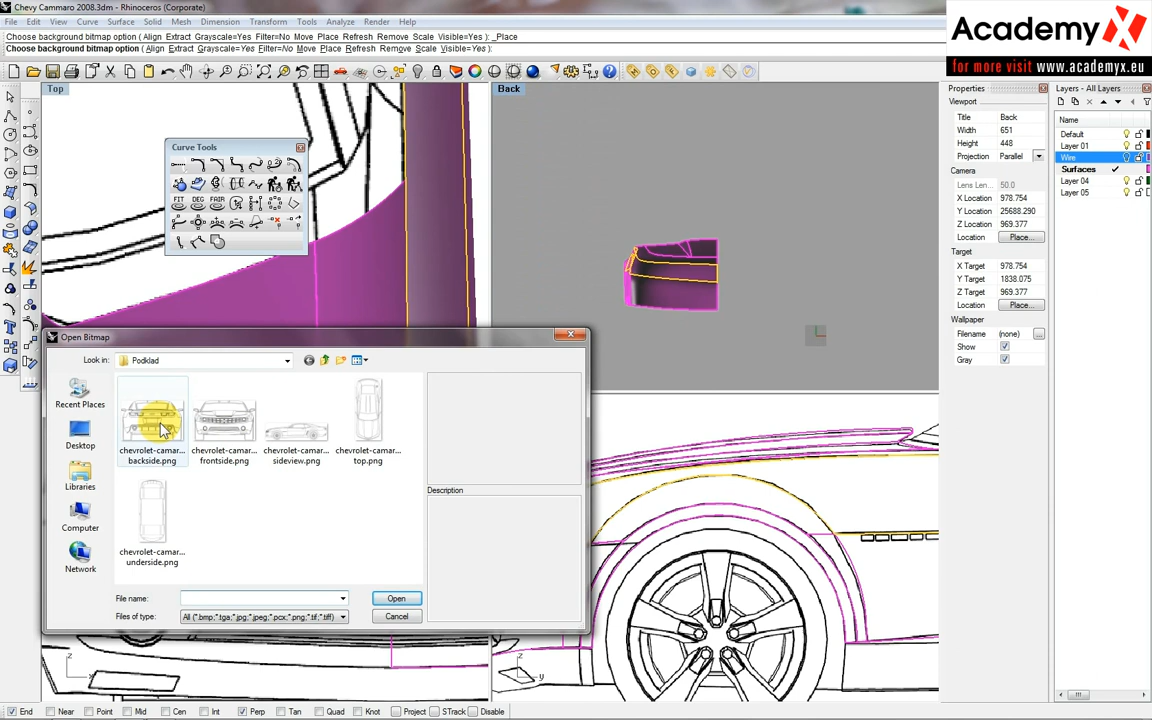 Chevy Cammaro 2008.3dm - Rhinoceros (Corporate)
File Edit View Curve Surface Solid Mesh Dimension Transform Tools Analyze Render Help
Choose background bitmap option (Align Extract Grayscale=Yes Filter=No Move Place Refresh Remove Scale Visible=Yes): _Place
Choose background bitmap option (Align Extract Grayscale=Yes Filter=No Move Place Refresh Remove Scale Visible=Yes):
AcademyX
for more visit www.academyx.eu
Top
Back
Curve Tools
FIT DEG FAIR
Properties
Viewport
Title Back
Width 651
Height 448
Projection Parallel
Camera
Lens Len... 50.0
X Location 978.754
Y Location 25688.290
Z Location 969.377
Location Place...
Target
X Target 978.754
Y Target 1838.075
Z Target 969.377
Location Place...
Wallpaper
Filename (none) ...
Show
Gray
Layers - All Layers
Name
Default
Layer 01
Wire
Surfaces
Layer 04
Layer 05
Open Bitmap
Look in: Podklad
Recent Places
Desktop
Libraries
Computer
Network
chevrolet-camar... backside.png
chevrolet-camar... frontside.png
chevrolet-camar... sideview.png
chevrolet-camar... top.png
chevrolet-camar... underside.png
Description
File name:
Open
Files of type: All (*.bmp;*.tga;*.jpg;*.jpeg;*.pcx;*.png;*.tif;*.tiff)
Cancel
z
x
z
y
End Near Point Mid Cen Int Perp Tan Quad Knot Project STrack Disable